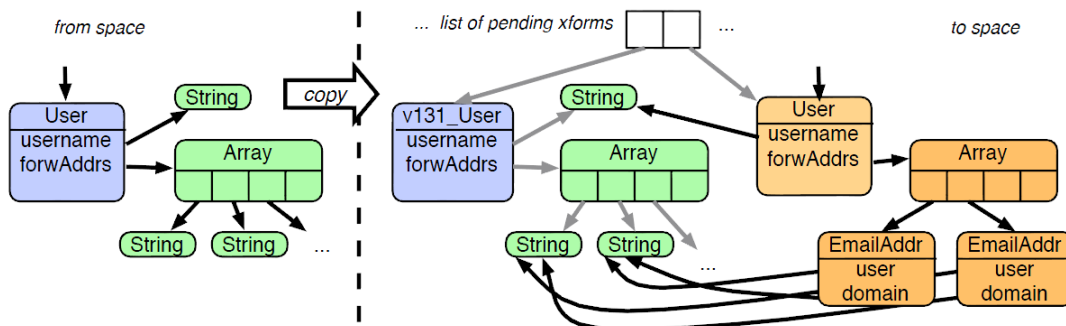 from space
... list of pending xforms ...
to space
User
username
forwAddrs
String
Array
String
String
...
copy
v131_User
username
forwAddrs
String
Array
String
String
...
User
username
forwAddrs
Array
EmailAddr
user
domain
EmailAddr
user
domain